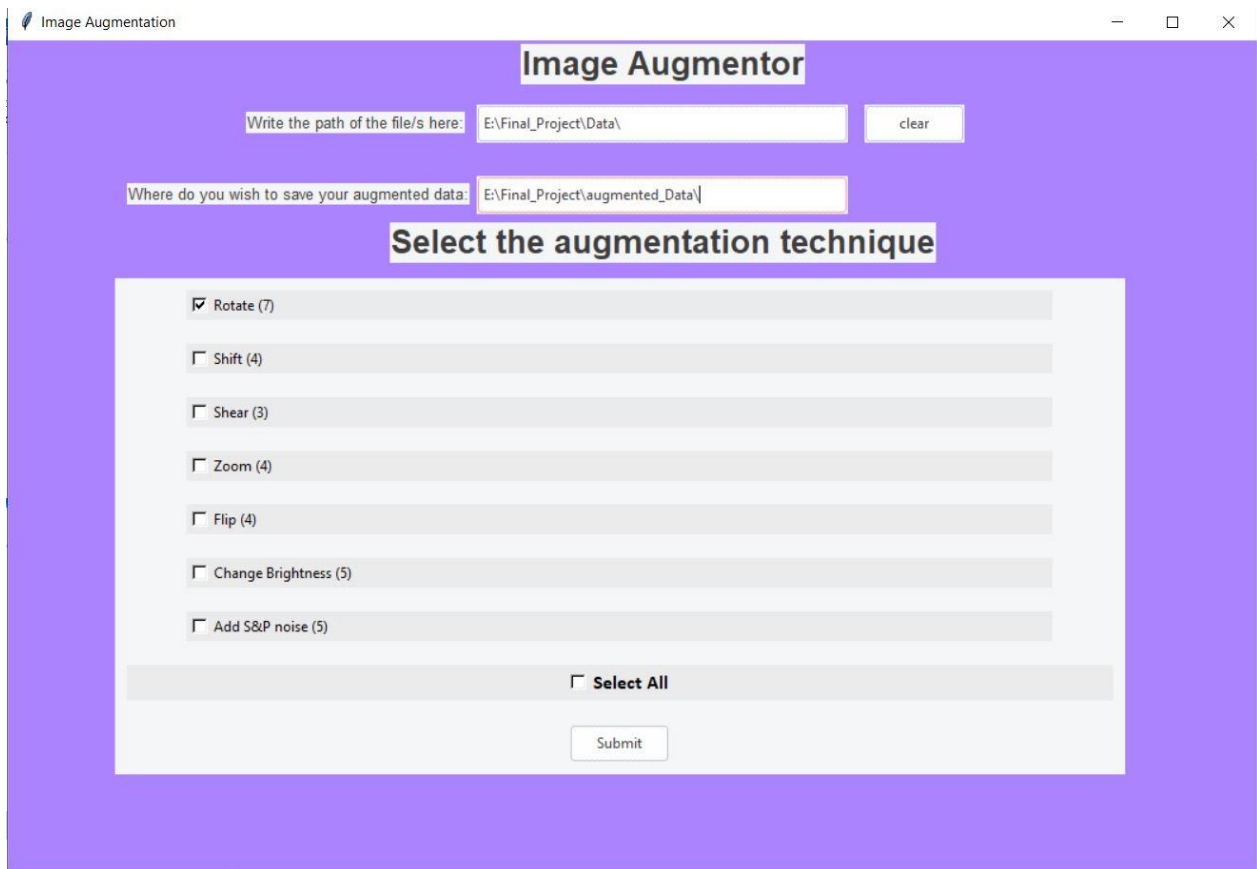 Image Augmentation
Image Augmentor
Write the path of the file/s here: E:\Final_Project\Data\ clear
Where do you wish to save your augmented data: E:\Final_Project\augmented_Data\
Select the augmentation technique
Rotate (7)
Shift (4)
Shear (3)
Zoom (4)
Flip (4)
Change Brightness (5)
Add S&P noise (5)
Select All
Submit